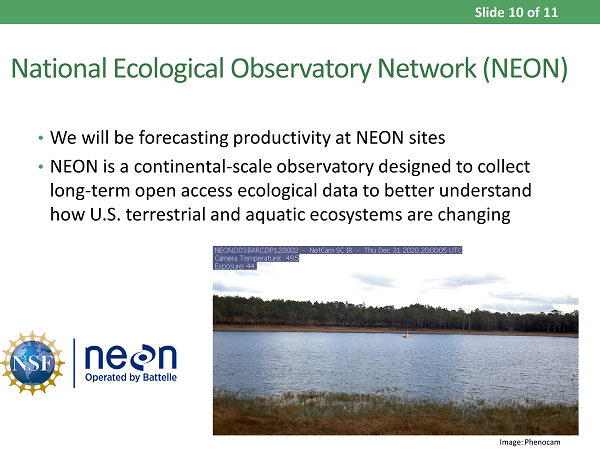 Slide 10 of 11
National Ecological Observatory Network (NEON)
• We will be forecasting productivity at NEON sites
• NEON is a continental-scale observatory designed to collect
long-term open access ecological data to better understand
how U.S. terrestrial and aquatic ecosystems are changing
NEON.D03.BARC.DP1.20002 - NetCam SC IR - Thu Dec 31 2020 20:00:05 UTC
Camera Temperature: 49.5
Exposure: 44
NSF
neon
Operated by Battelle
Image: Phenocam